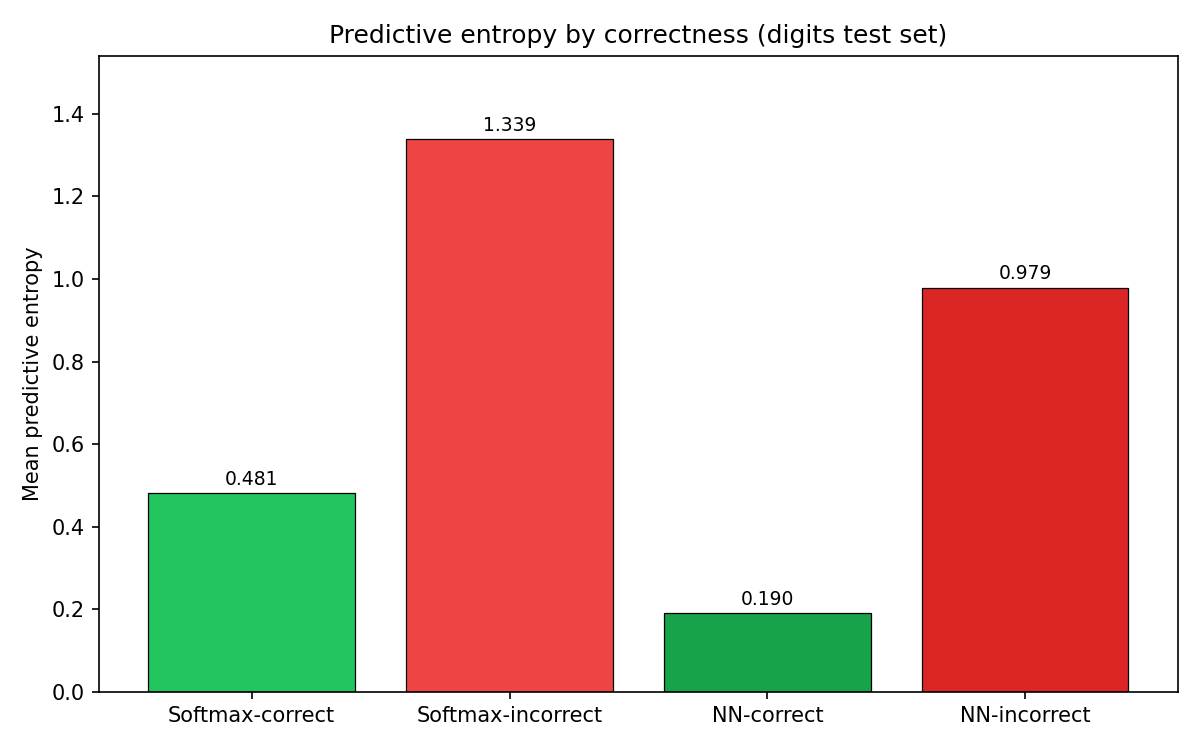 Predictive entropy by correctness (digits test set)
Mean predictive entropy
1.4
1.2
1.0
0.8
0.6
0.4
0.2
0.0
0.481
1.339
0.190
0.979
Softmax-correct
Softmax-incorrect
NN-correct
NN-incorrect